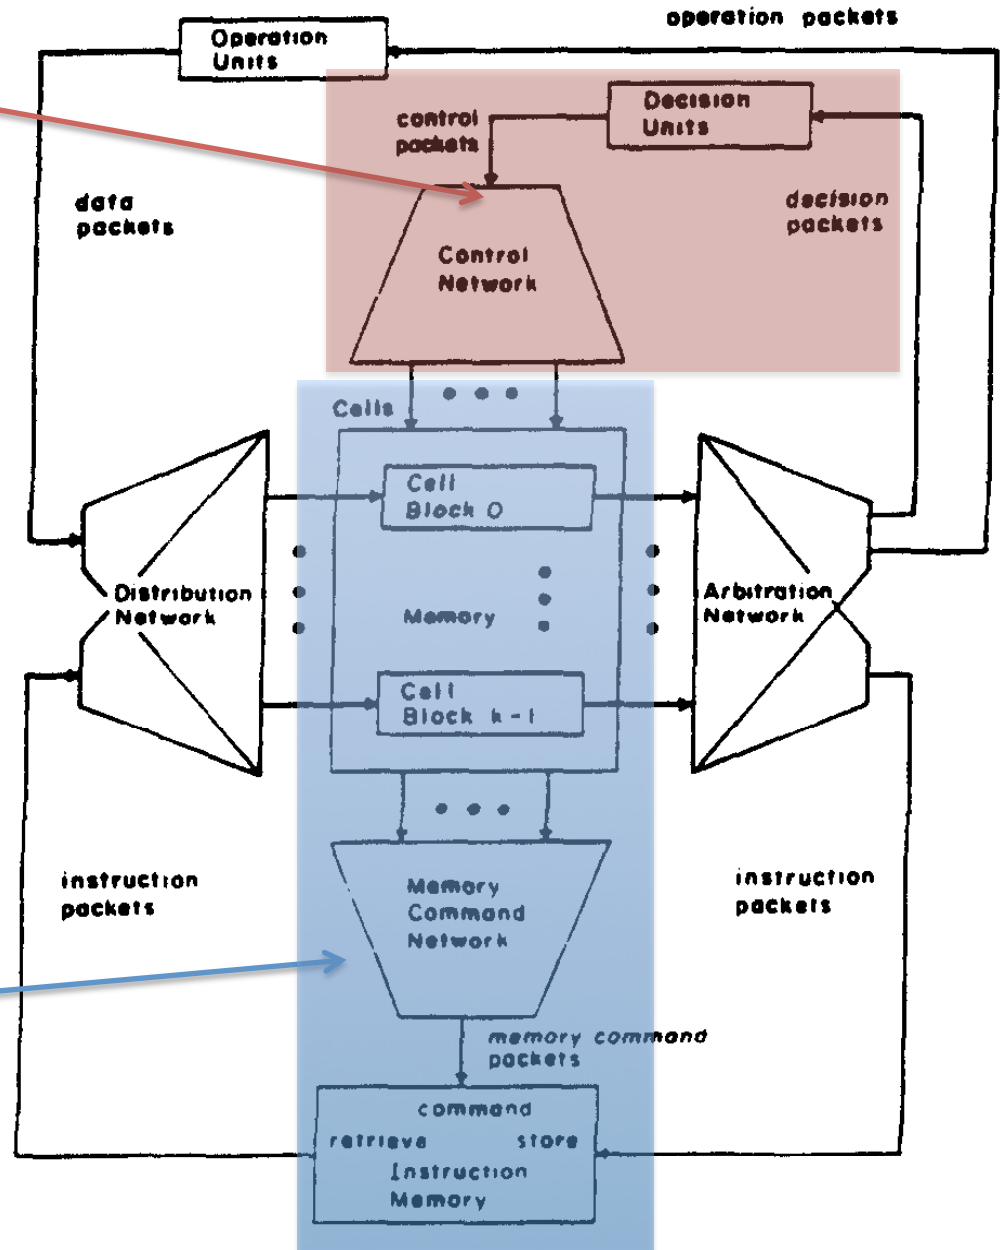 operation packets
Operation
Units
Decision
Units
control
packets
data
packets
decision
packets
Control
Network
Cells
Cell
Block 0
Distribution
Network
Memory
Arbitration
Network
Cell
Block k-1
instruction
packets
Memory
Command
Network
instruction
packets
memory command
packets
command
retrieve store
Instruction
Memory